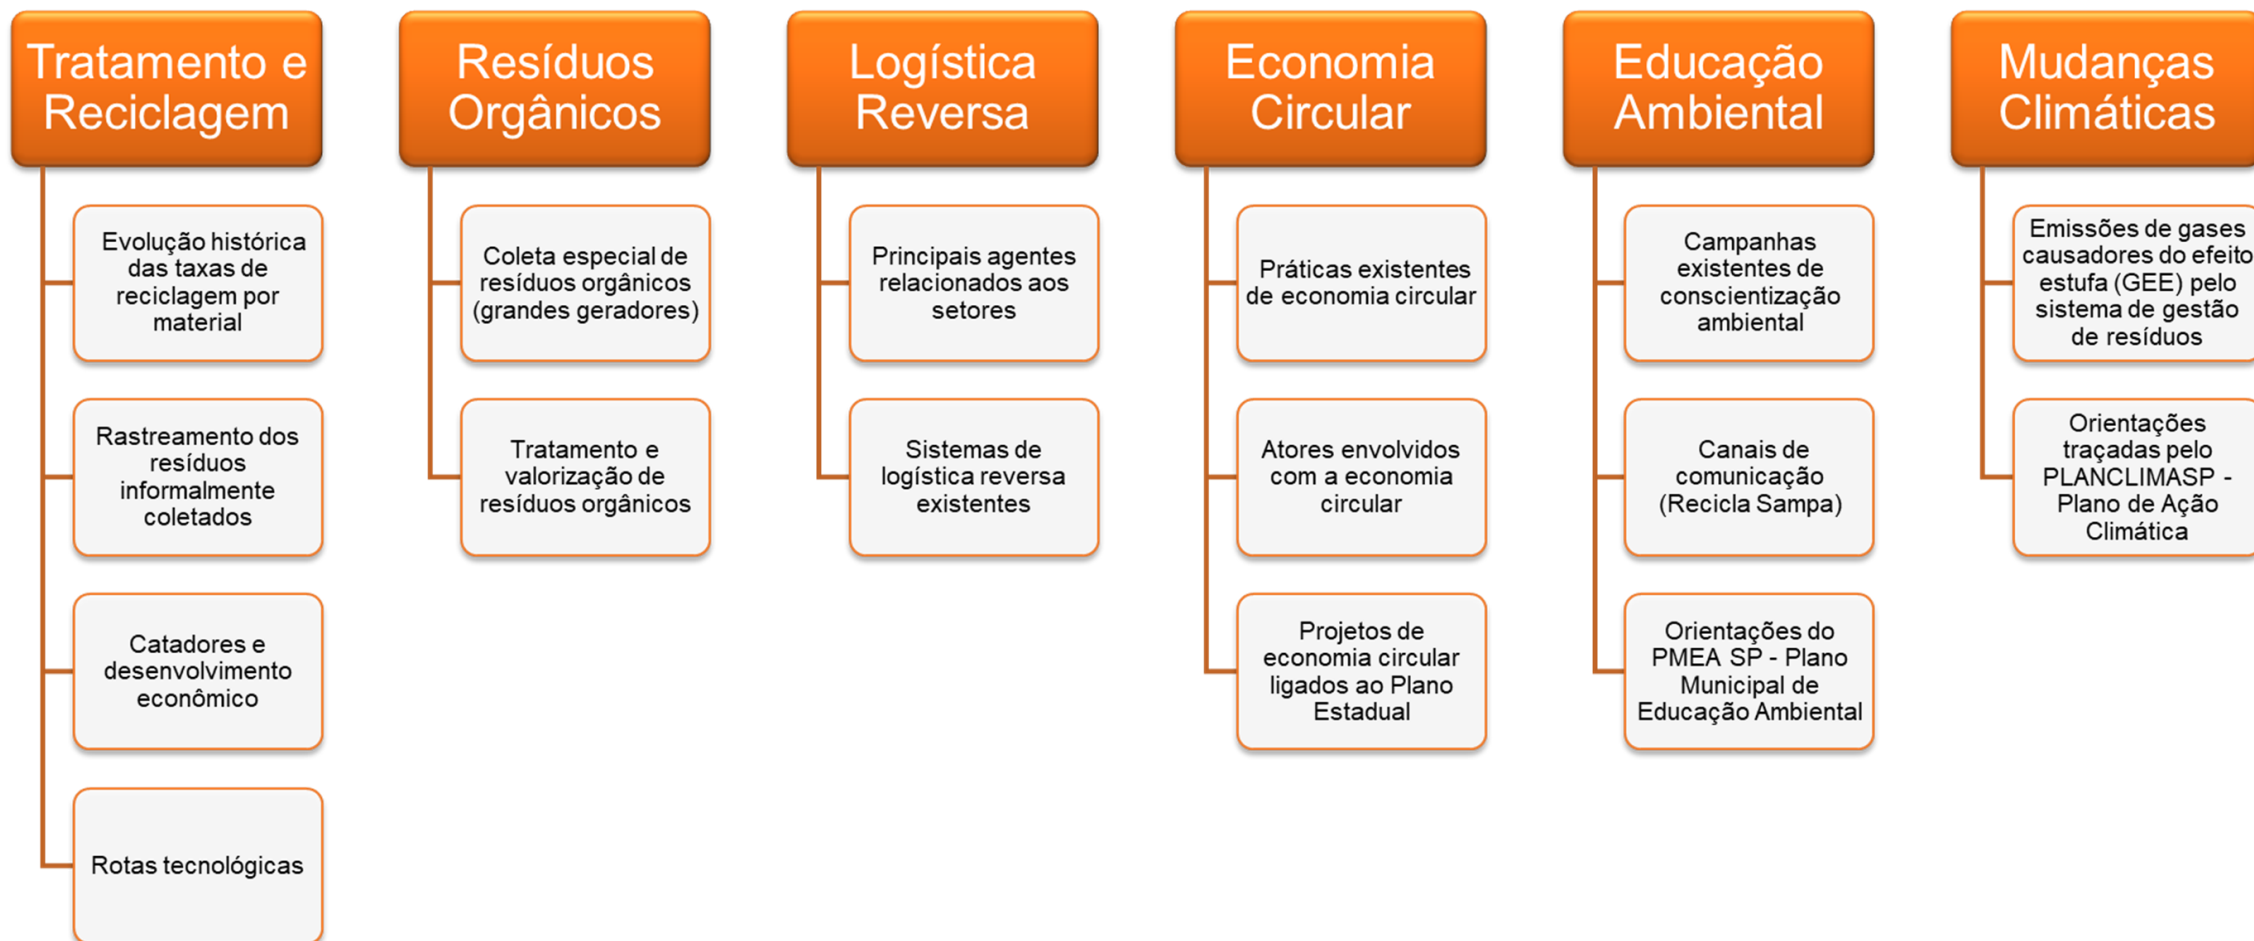 Tratamento e
Reciclagem
Evolução histórica
das taxas de
reciclagem por
material
Rastreamento dos
resíduos
informalmente
coletados
Catadores e
desenvolvimento
econômico
Rotas tecnológicas
Resíduos
Orgânicos
Coleta especial de
resíduos orgânicos
(grandes geradores)
Tratamento e
valorização de
resíduos orgânicos
Logística
Reversa
Principais agentes
relacionados aos
setores
Sistemas de
logística reversa
existentes
Economia
Circular
Práticas existentes
de economia circular
Atores envolvidos
com a economia
circular
Projetos de
economia circular
ligados ao Plano
Estadual
Educação
Ambiental
Campanhas
existentes de
conscientização
ambiental
Canais de
comunicação
(Recicla Sampa)
Orientações do
PMEA SP - Plano
Municipal de
Educação Ambiental
Mudanças
Climáticas
Emissões de gases
causadores do efeito
estufa (GEE) pelo
sistema de gestão
de resíduos
Orientações
traçadas pelo
PLANCLIMASP -
Plano de Ação
Climática